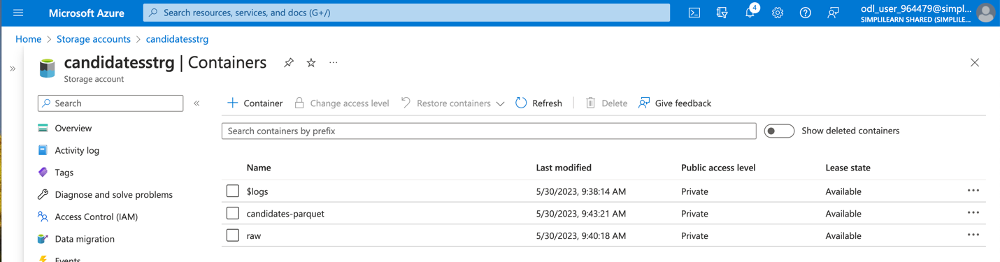 Microsoft Azure
Search resources, services, and docs (G+/)
4
odl_user_964479@simpl...
SIMPLILEARN SHARED (SIMPLILE...
Home > Storage accounts > candidatesstrg
candidatesstrg | Containers
Storage account
Search
Container
Change access level
Restore containers
Refresh
Delete
Give feedback
Search containers by prefix
Show deleted containers
Overview
Activity log
Tags
Diagnose and solve problems
Access Control (IAM)
Data migration
Events
Name Last modified Public access level Lease state
$logs 5/30/2023, 9:38:14 AM Private Available
candidates-parquet 5/30/2023, 9:43:21 AM Private Available
raw 5/30/2023, 9:40:18 AM Private Available